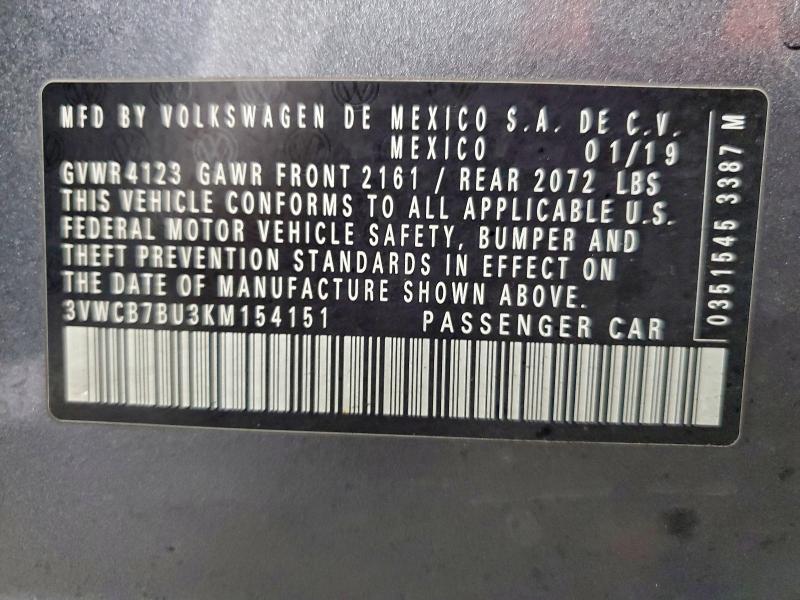 MFD BY VOLKSWAGEN DE MEXICO S.A. DE C.V.
MEXICO 01/19
GVWR 4123 GAWR FRONT 2161 / REAR 2072 LBS
THIS VEHICLE CONFORMS TO ALL APPLICABLE U.S.
FEDERAL MOTOR VEHICLE SAFETY, BUMPER AND
THEFT PREVENTION STANDARDS IN EFFECT ON
THE DATE OF MANUFACTURE SHOWN ABOVE.
3VWCB7BU3KM154151 PASSENGER CAR
0351545 3387 M